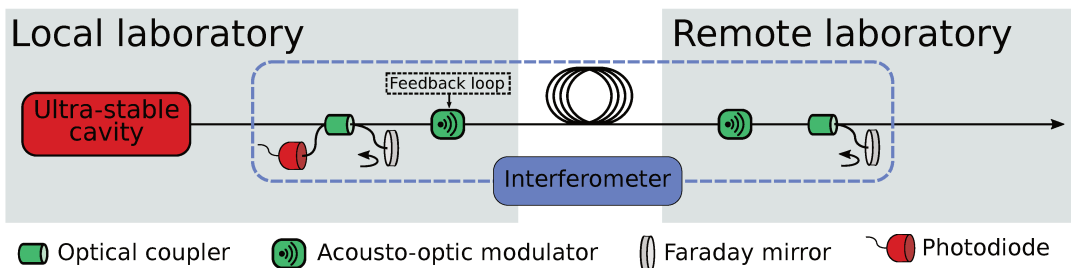 Local laboratory
Remote laboratory
Feedback loop
Ultra-stable
cavity
Interferometer
Optical coupler
Acousto-optic modulator
Faraday mirror
Photodiode